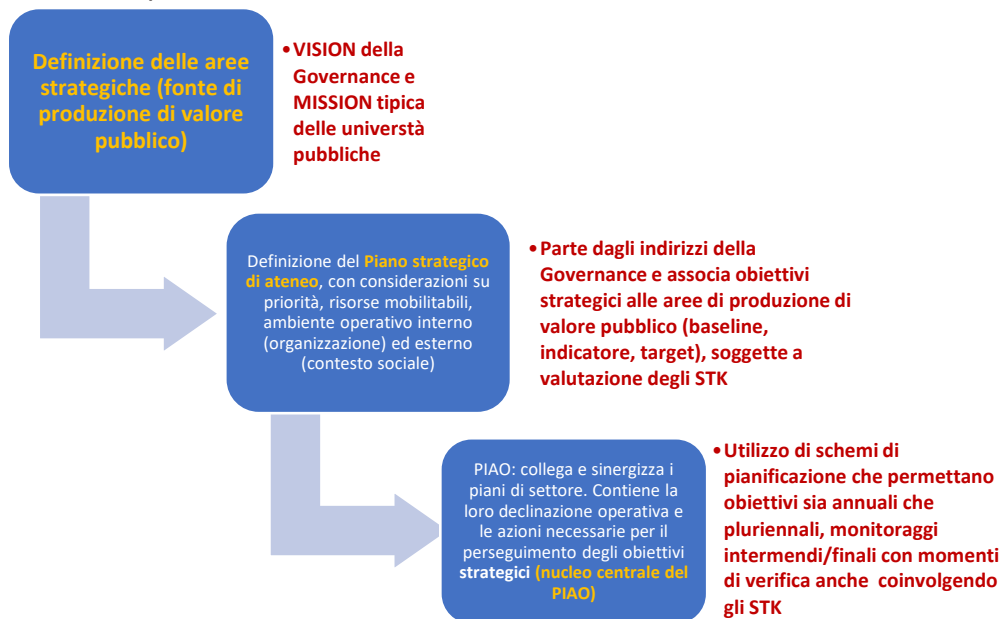 Definizione delle aree
strategiche (fonte di
produzione di valore
pubblico)
•VISION della
Governance e
MISSION tipica
delle universtà
pubbliche
Definizione del Piano strategico
di ateneo, con considerazioni su
priorità, risorse mobilitabili,
ambiente operativo interno
(organizzazione) ed esterno
(contesto sociale)
•Parte dagli indirizzi della
Governance e associa obiettivi
strategici alle aree di produzione di
valore pubblico (baseline,
indicatore, target), soggette a
valutazione degli STK
PIAO: collega e sinergizza i
piani di settore. Contiene la
loro declinazione operativa e
le azioni necessarie per il
perseguimento degli obiettivi
strategici (nucleo centrale del
PIAO)
•Utilizzo di schemi di
pianificazione che permettano
obiettivi sia annuali che
pluriennali, monitoraggi
intermendi/finali con momenti
di verifica anche coinvolgendo
gli STK